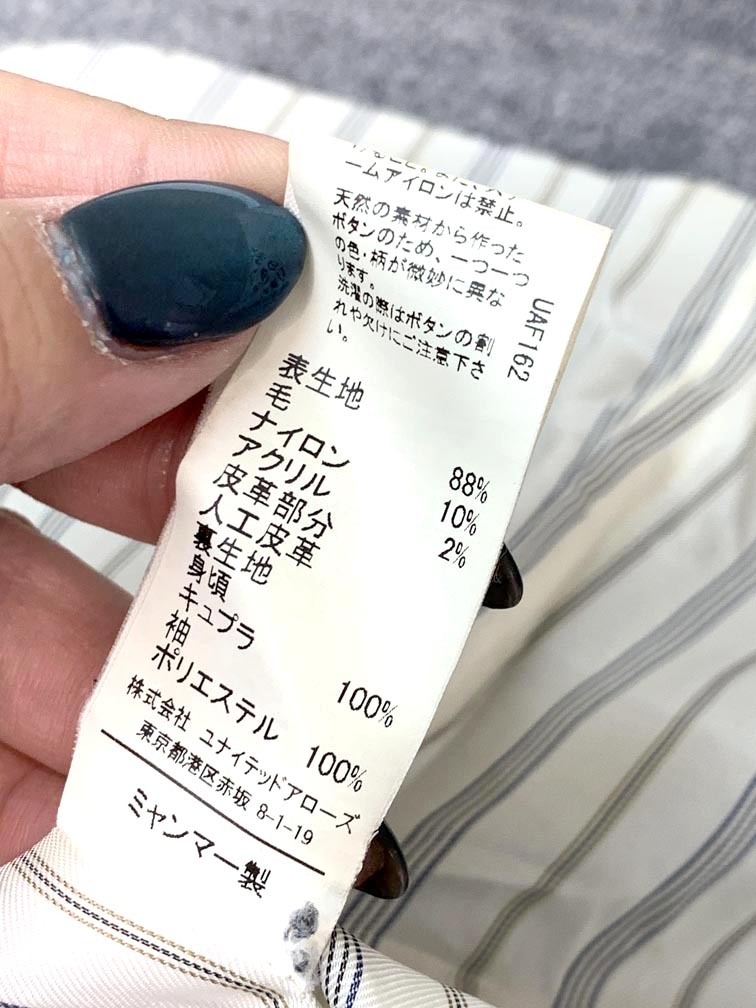 ームアイロンは禁止。
天然の素材から作った
ボタンのため、一つ一つ
の色・柄が微妙に異な
ります。
洗濯の際はボタンの割
れや欠けにご注意下さ
い。
UAF162
表生地
毛 88%
ナイロン 10%
アクリル 2%
皮革部分
人工皮革
裏生地
身頃
キュプラ 100%
袖
ポリエステル 100%
株式会社 ユナイテッドアローズ
東京都港区赤坂 8-1-19
ミャンマー製